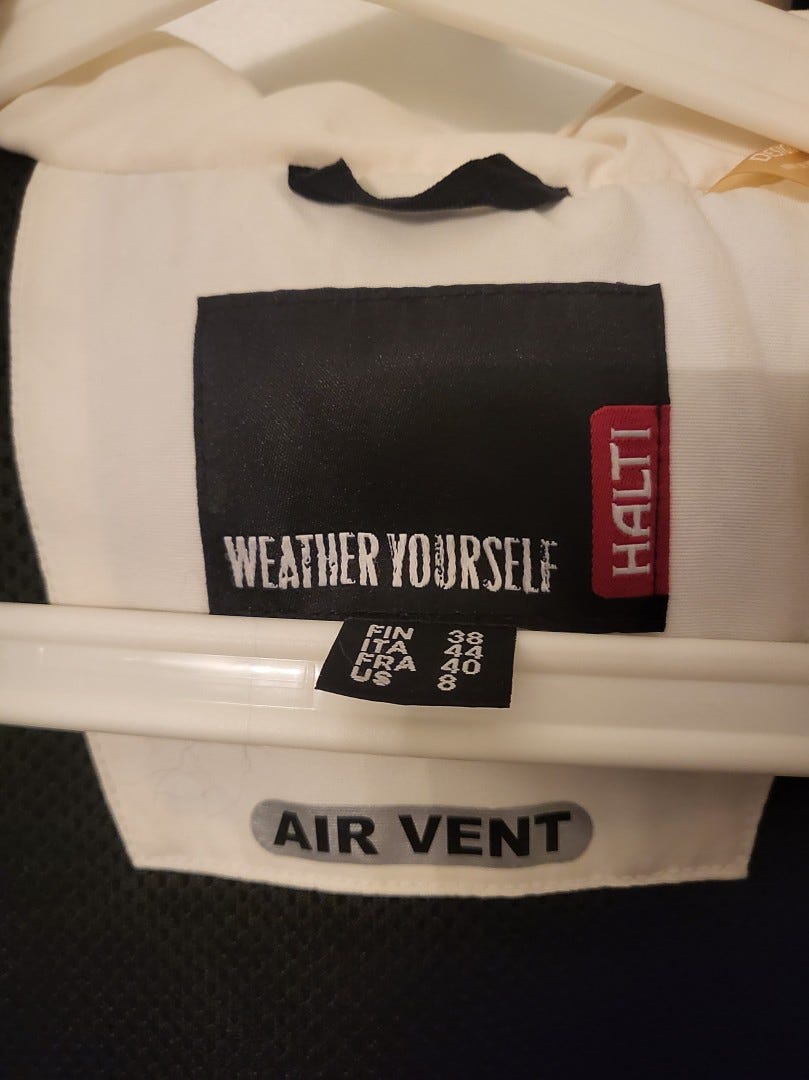 WEATHER YOURSELF
HALTI
FIN 38
ITA 44
FRA 40
US 8
AIR VENT